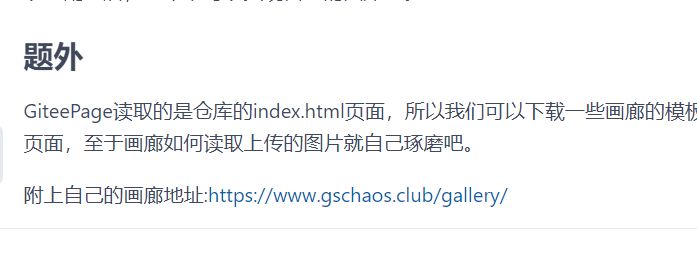 题外
GiteePage读取的是仓库的index.html页面，所以我们可以下载一些画廊的模板
页面，至于画廊如何读取上传的图片就自己琢磨吧。
附上自己的画廊地址:https://www.gschaos.club/gallery/